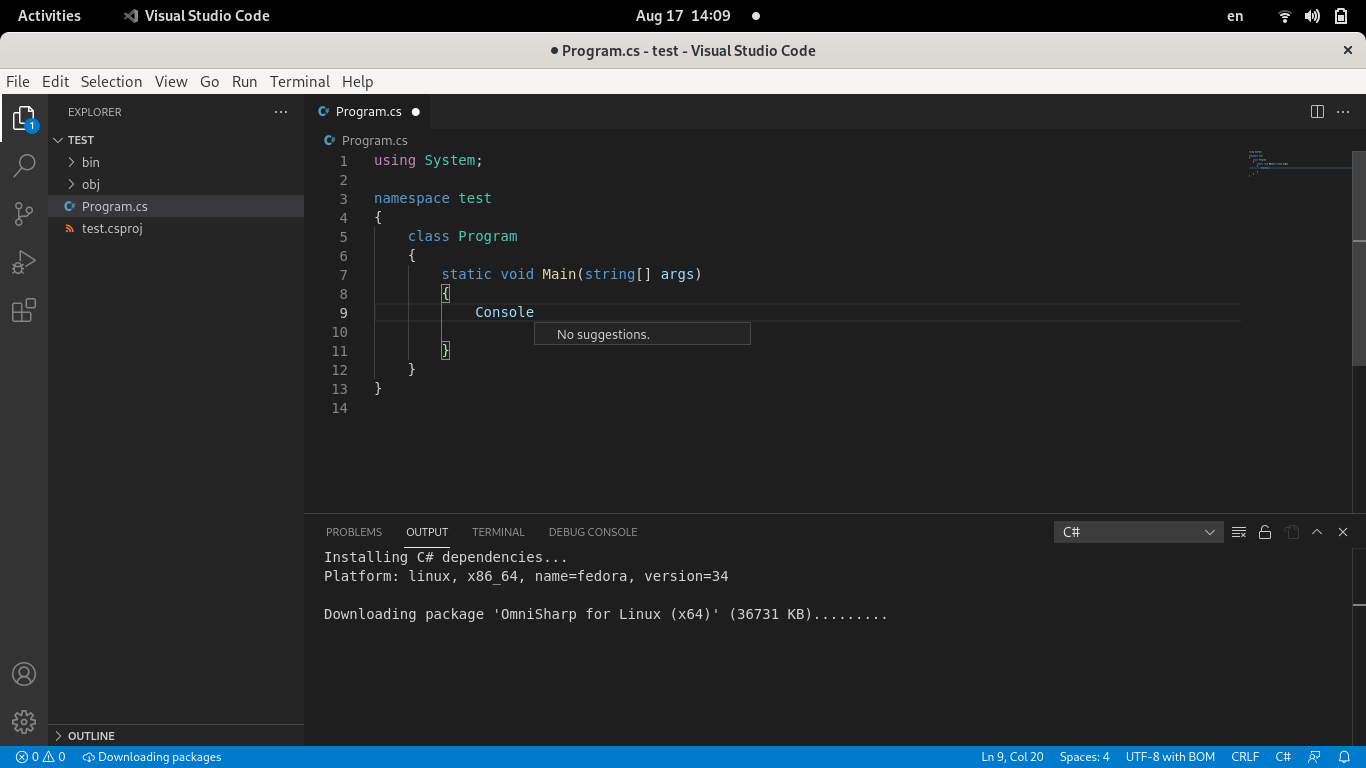 Activities Visual Studio Code Aug 17 14:09 en
Program.cs - test - Visual Studio Code
File Edit Selection View Go Run Terminal Help
1
EXPLORER
TEST
bin
obj
Program.cs
test.csproj
OUTLINE
Program.cs
Program.cs
1 using System;
2
3 namespace test
4 {
5 class Program
6 {
7 static void Main(string[] args)
8 {
9 Console
No suggestions.
10
11 }
12 }
13 }
14
PROBLEMS OUTPUT TERMINAL DEBUG CONSOLE C#
Installing C# dependencies...
Platform: linux, x86_64, name=fedora, version=34
Downloading package 'OmniSharp for Linux (x64)' (36731 KB).........
0 0 Downloading packages Ln 9, Col 20 Spaces: 4 UTF-8 with BOM CRLF C#